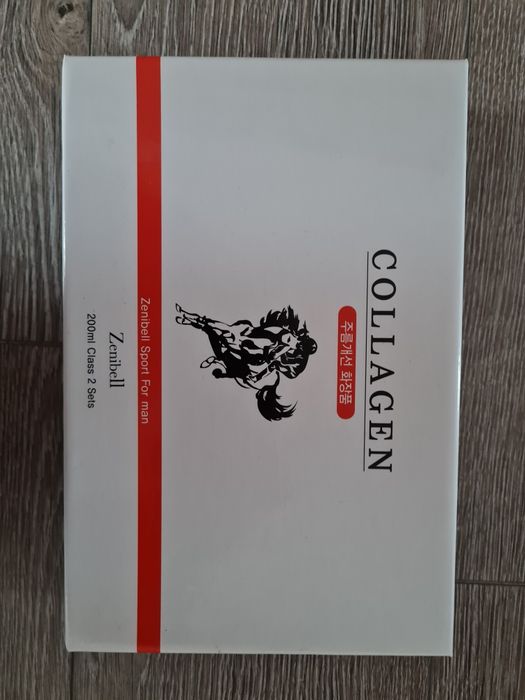 COLLAGEN
주름개선 화장품
Zenibell Sport For man
Zenibell
200ml Class 2 Sets